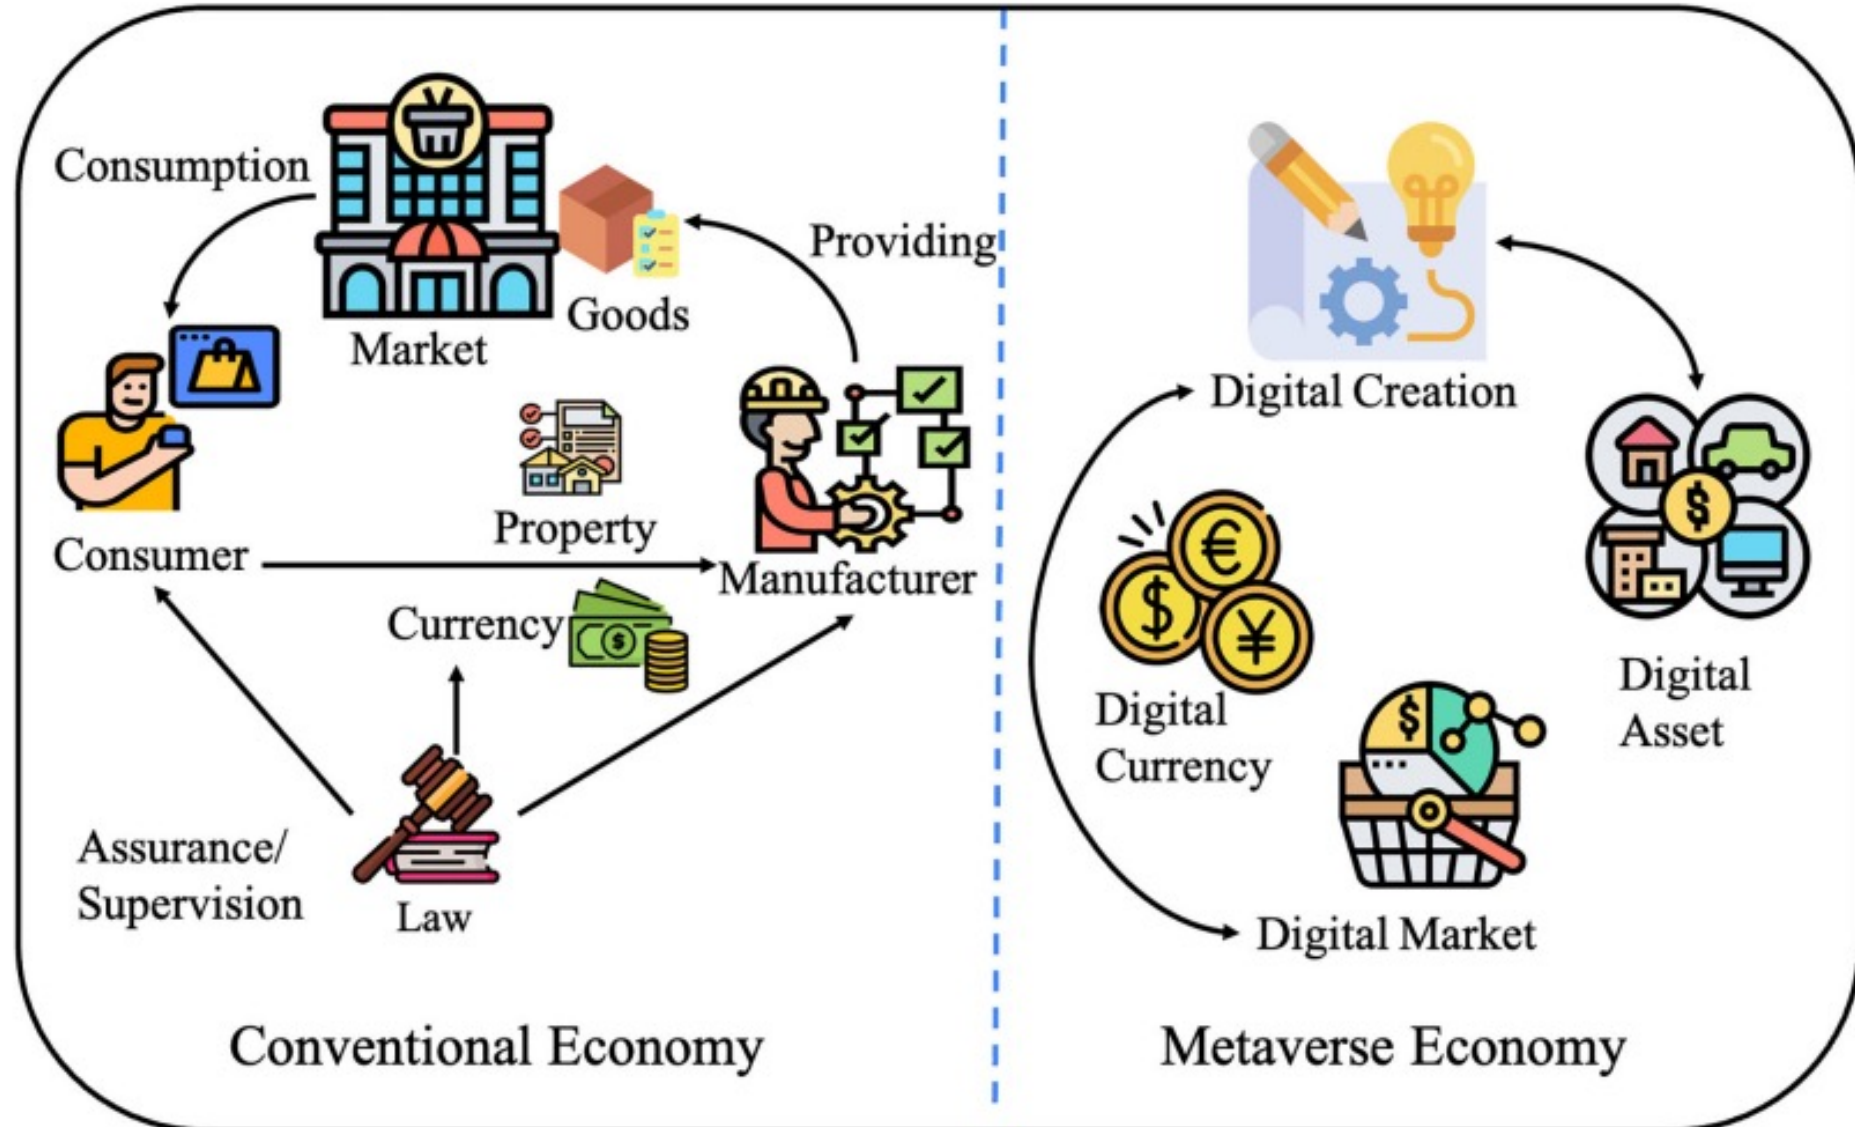 Consumption
Providing
Goods
Market
Digital Creation
Property
Consumer
Manufacturer
Currency
Digital
Currency
Digital
Asset
Assurance/
Supervision
Law
Digital Market
Conventional Economy
Metaverse Economy